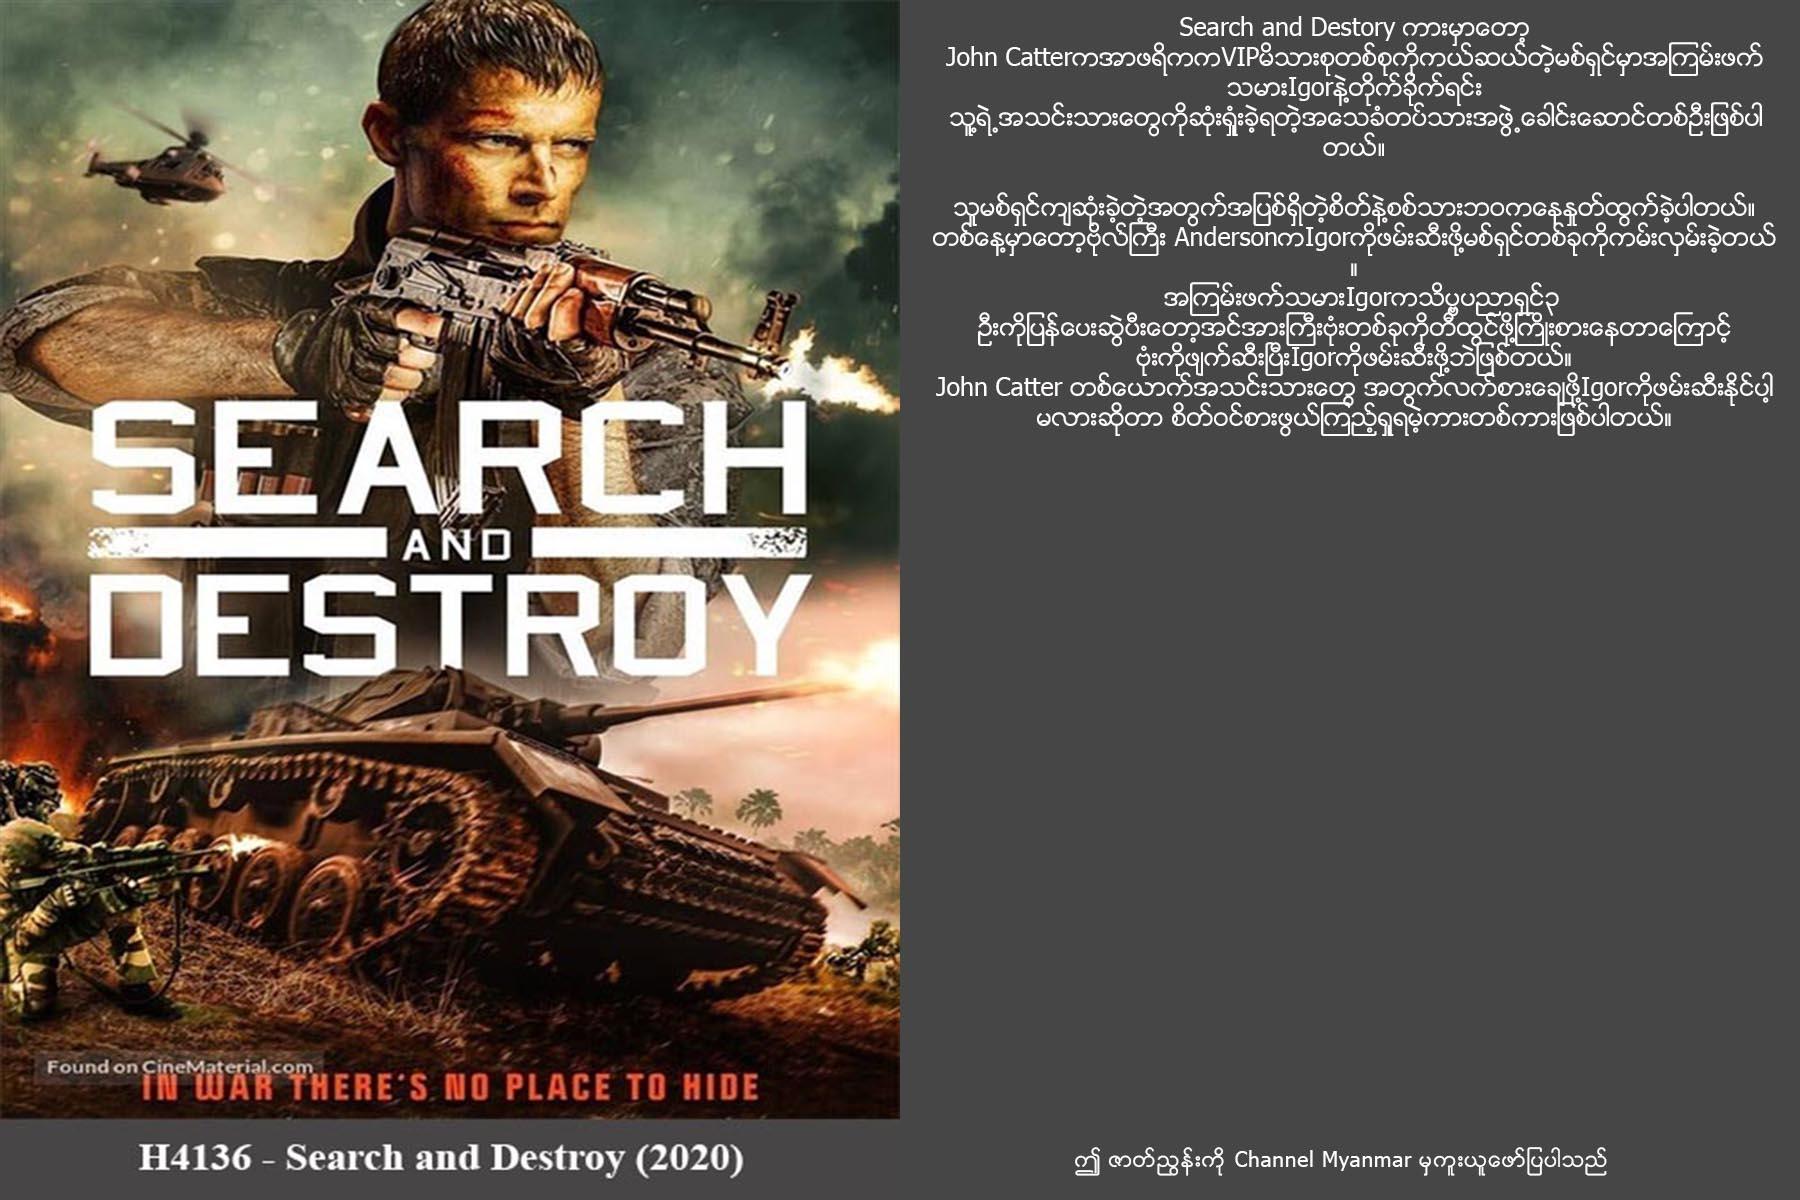 SEARCH
AND
DESTROY
Found on CineMaterial.com
IN WAR THERE'S NO PLACE TO HIDE
H4136 - Search and Destroy (2020)
Search and Destory ကားမှာတော့
John CatterကအာဖရိကကVIPမိသားစုတစ်စုကိုကယ်ဆယ်တဲ့မစ်ရှင်မှာအကြမ်းဖက်
သမားIgorနဲ့တိုက်ခိုက်ရင်း
သူ့ရဲ့အသင်းသားတွေကိုဆုံးရှုံးခဲ့ရတဲ့အသေခံတပ်သားအဖွဲ့ခေါင်းဆောင်တစ်ဦးဖြစ်ပါ
တယ်။
သူမစ်ရှင်ကျဆုံးခဲ့တဲ့အတွက်အပြစ်ရှိတဲ့စိတ်နဲ့စစ်သားဘဝကနေနှုတ်ထွက်ခဲ့ပါတယ်။
တစ်နေ့မှာတော့ဗိုလ်ကြီး AndersonကIgorကိုဖမ်းဆီးဖို့မစ်ရှင်တစ်ခုကိုကမ်းလှမ်းခဲ့တယ်
။
အကြမ်းဖက်သမားIgorကသိပ္ပံပညာရှင်၃
ဦးကိုပြန်ပေးဆွဲပီးတော့အင်အားကြီးဗုံးတစ်ခုကိုတီထွင်ဖို့ကြိုးစားနေတာကြောင့်
ဗုံးကိုဖျက်ဆီးပြီးIgorကိုဖမ်းဆီးဖို့ဘဲဖြစ်တယ်။
John Catter တစ်ယောက်အသင်းသားတွေ အတွက်လက်စားချေဖို့Igorကိုဖမ်းဆီးနိုင်ပါ့
မလားဆိုတာ စိတ်ဝင်စားဖွယ်ကြည့်ရှုရမဲ့ကားတစ်ကားဖြစ်ပါတယ်။
ဤ ဇာတ်ညွှန်းကို Channel Myanmar မှကူးယူဖော်ပြပါသည်